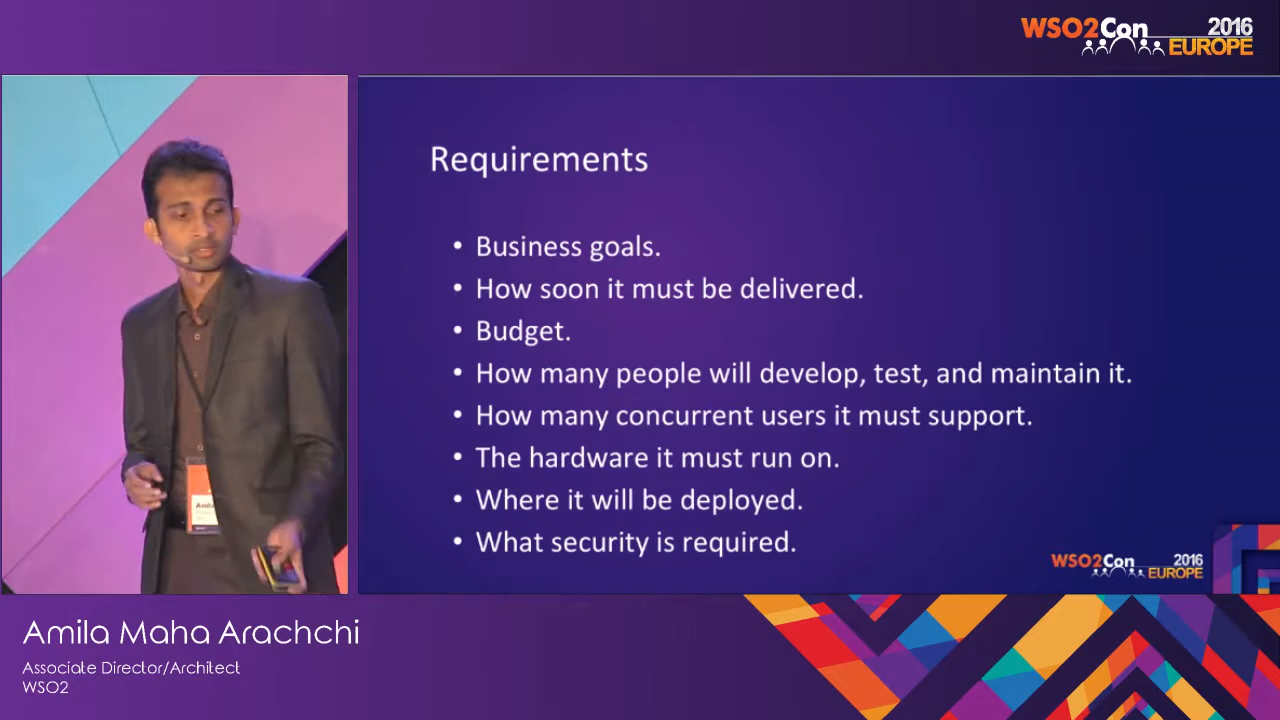 WSO2Con 2016
EUROPE
Requirements
• Business goals.
• How soon it must be delivered.
• Budget.
• How many people will develop, test, and maintain it.
• How many concurrent users it must support.
• The hardware it must run on.
• Where it will be deployed.
• What security is required.
WSO2Con 2016
EUROPE
Amila Maha Arachchi
Associate Director/Architect
WSO2